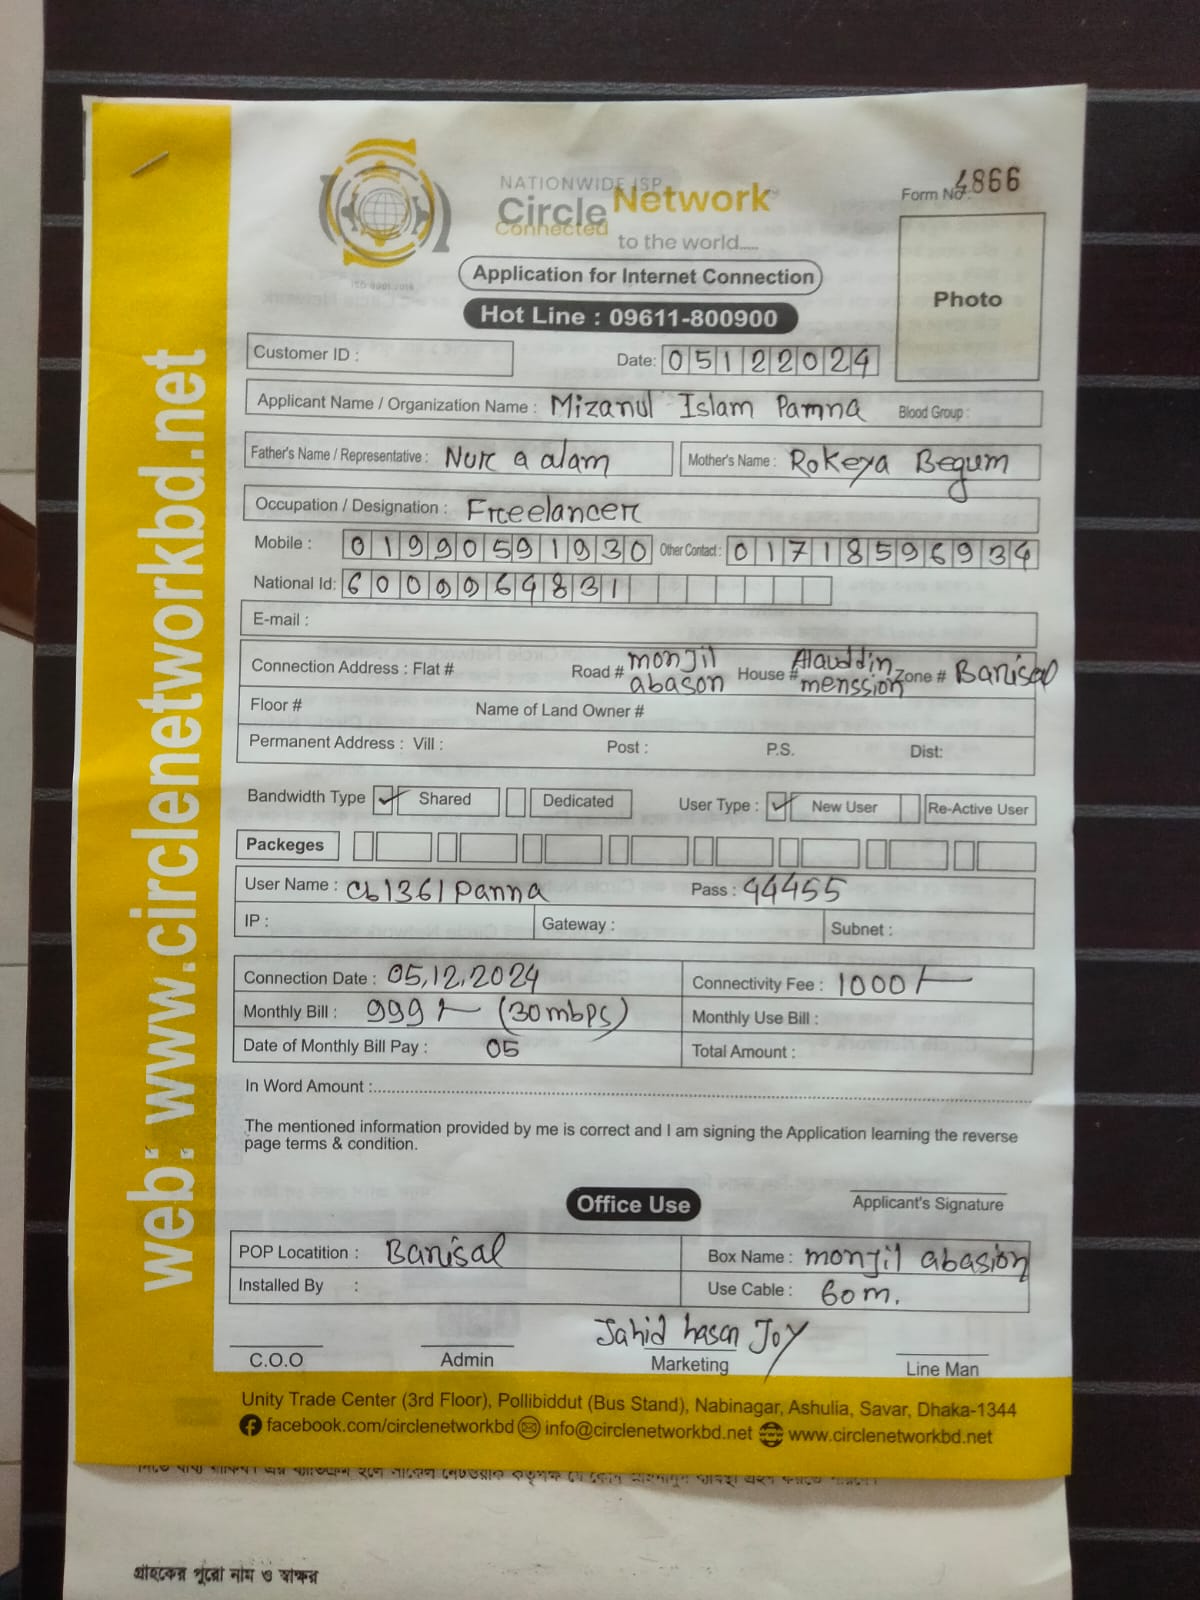 NATIONWIDE ISP
Circle Network
Connected to the world.....
ISO 9001:2015
Form No. 4866
Application for Internet Connection
Photo
Hot Line : 09611-800900
Customer ID :
Date: 05122024
Applicant Name / Organization Name : Mizanul Islam Panna Blood Group :
Father's Name / Representative : Nur a alam Mother's Name : Rokeya Begum
Occupation / Designation : Freelancer
Mobile : 01990591930 Other Contact : 01718596934
National Id: 6000969831
E-mail :
Connection Address : Flat # Road # monjil abason House # Alauddin menssion Zone # Barisal
Floor # Name of Land Owner #
Permanent Address : Vill : Post : P.S. Dist:
Bandwidth Type ✓ Shared Dedicated User Type : ✓ New User Re-Active User
Packeges
User Name : cb1361panna Pass : 44455
IP : Gateway : Subnet :
Connection Date : 05.12.2024 Connectivity Fee : 1000/-
Monthly Bill : 999/- (30mbps) Monthly Use Bill :
Date of Monthly Bill Pay : 05 Total Amount :
In Word Amount :
The mentioned information provided by me is correct and I am signing the Application learning the reverse
page terms & condition.
Applicant's Signature
Office Use
POP Locatition : Barisal Box Name : monjil abasion
Installed By : Use Cable : 60m.
Jahid hasan Joy
C.O.O Admin Marketing Line Man
Unity Trade Center (3rd Floor), Pollibiddut (Bus Stand), Nabinagar, Ashulia, Savar, Dhaka-1344
facebook.com/circlenetworkbd info@circlenetworkbd.net www.circlenetworkbd.net
web: www.circlenetworkbd.net
গ্রাহকের পুরো নাম ও স্বাক্ষর